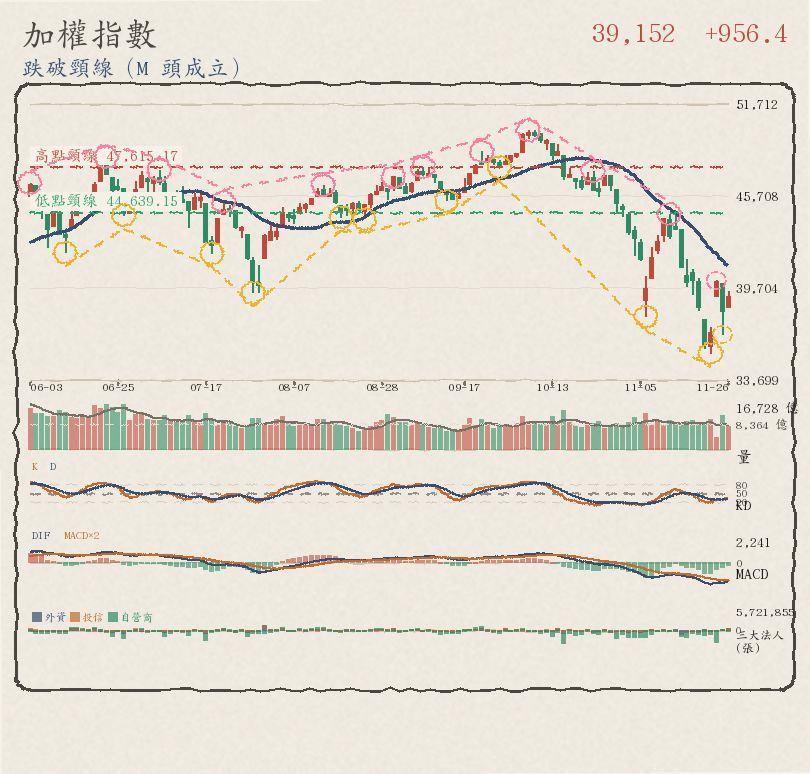 加權指數
39,152 +956.4
跌破頸線 (M 頭成立)
51,712
高點頸線 47,615.17
45,708
低點頸線 44,639.15
39,704
33,699
06-03 06-25 07-17 08-07 08-28 09-17 10-13 11-05 11-26
16,728 億
8,364 億
量
K D
80
50
KD
DIF MACD×2
2,241
0
MACD
外資 投信 自營商
5,721,855
0
三大法人
(張)